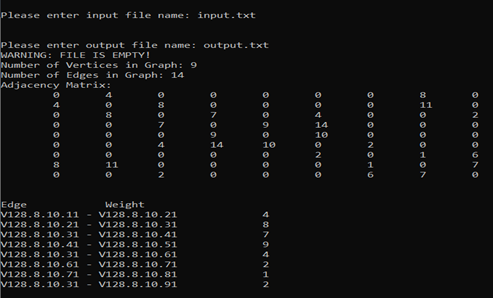 Please enter input file name: input.txt
Please enter output file name: output.txt
WARNING: FILE IS EMPTY!
Number of Vertices in Graph: 9
Number of Edges in Graph: 14
Adjacency Matrix:
0 4 0 0 0 0 0 8 0
4 0 8 0 0 0 0 11 0
0 8 0 7 0 4 0 0 2
0 0 7 0 9 14 0 0 0
0 0 0 9 0 10 0 0 0
0 0 4 14 10 0 2 0 0
0 0 0 0 0 2 0 1 6
8 11 0 0 0 0 1 0 7
0 0 2 0 0 0 6 7 0
Edge Weight
V128.8.10.11 - V128.8.10.21 4
V128.8.10.21 - V128.8.10.31 8
V128.8.10.31 - V128.8.10.41 7
V128.8.10.41 - V128.8.10.51 9
V128.8.10.31 - V128.8.10.61 4
V128.8.10.61 - V128.8.10.71 2
V128.8.10.71 - V128.8.10.81 1
V128.8.10.31 - V128.8.10.91 2